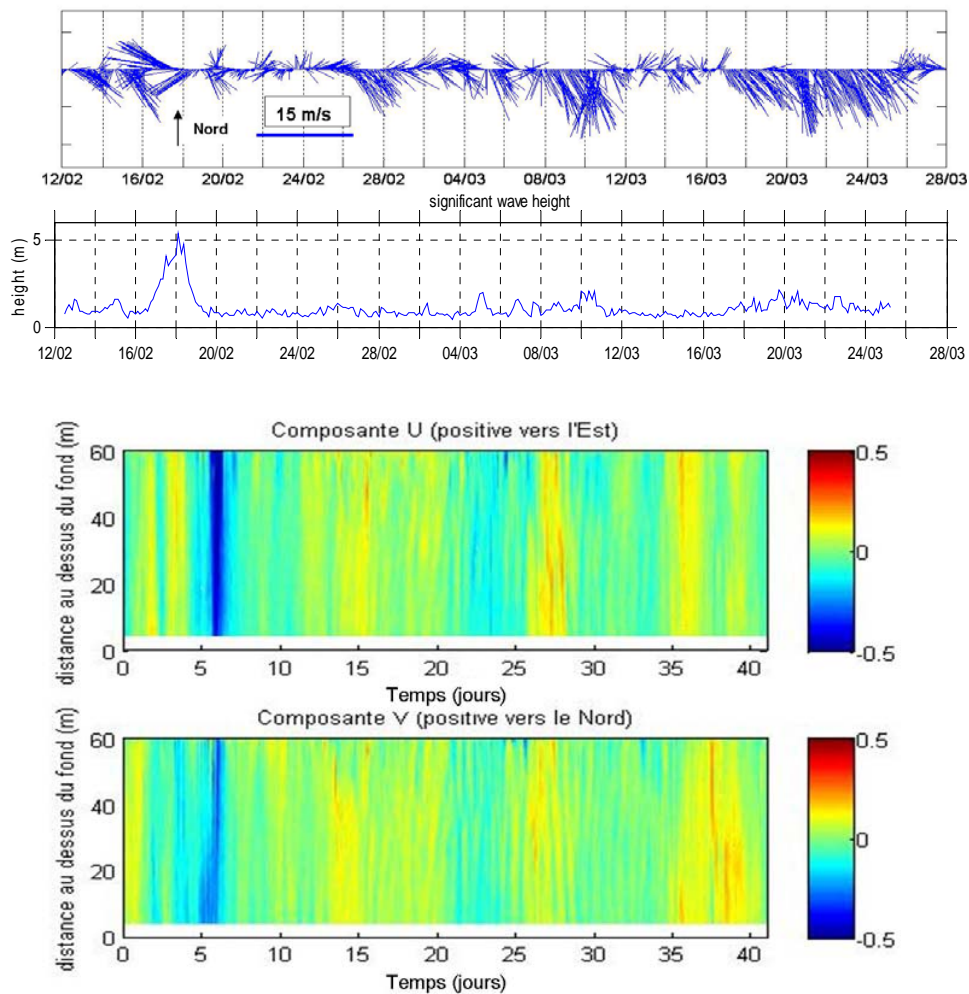 15 m/s
Nord
12/02 16/02 20/02 24/02 28/02 04/03 08/03 12/03 16/03 20/03 24/03 28/03
significant wave height
height (m)
5
0
12/02 16/02 20/02 24/02 28/02 04/03 08/03 12/03 16/03 20/03 24/03 28/03
Composante U (positive vers l'Est)
distance au dessus du fond (m)
60
40
20
0
0 5 10 15 20 25 30 35 40
Temps (jours)
0.5
0
-0.5
Composante V (positive vers le Nord)
distance au dessus du fond (m)
60
40
20
0
0 5 10 15 20 25 30 35 40
Temps (jours)
0.5
0
-0.5